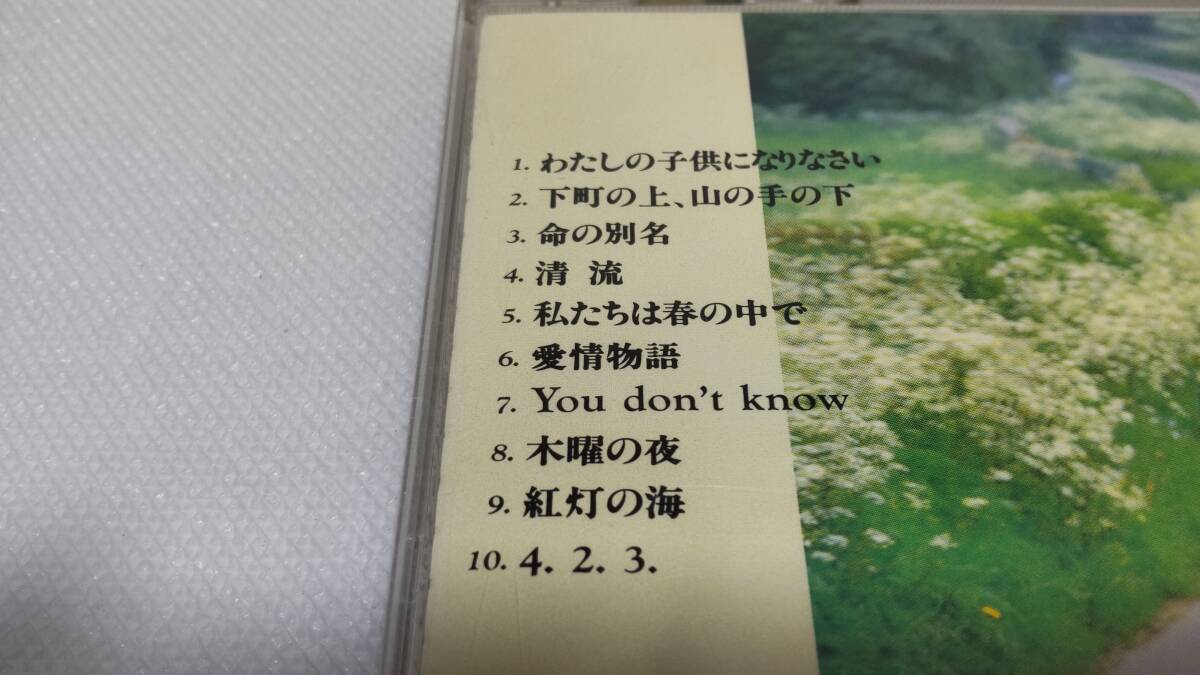 1. わたしの子供になりなさい
2. 下町の上、山の手の下
3. 命の別名
4. 清流
5. 私たちは春の中で
6. 愛情物語
7. You don't know
8. 木曜の夜
9. 紅灯の海
10. 4. 2. 3.